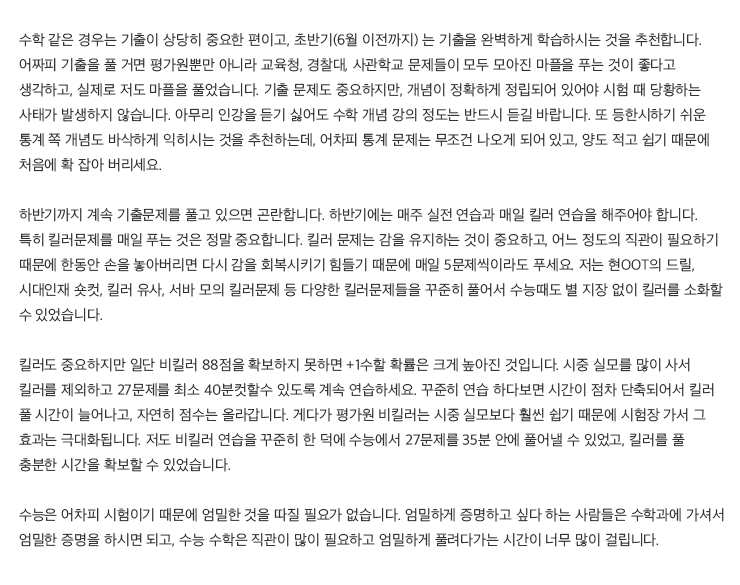 수학 같은 경우는 기출이 상당히 중요한 편이고, 초반기(6월 이전까지) 는 기출을 완벽하게 학습하시는 것을 추천합니다.
어짜피 기출을 풀 거면 평가원뿐만 아니라 교육청, 경찰대, 사관학교 문제들이 모두 모아진 마플을 푸는 것이 좋다고
생각하고, 실제로 저도 마플을 풀었습니다. 기출 문제도 중요하지만, 개념이 정확하게 정립되어 있어야 시험 때 당황하는
사태가 발생하지 않습니다. 아무리 인강을 듣기 싫어도 수학 개념 강의 정도는 반드시 듣길 바랍니다. 또 등한시하기 쉬운
통계 쪽 개념도 바삭하게 익히시는 것을 추천하는데, 어차피 통계 문제는 무조건 나오게 되어 있고, 양도 적고 쉽기 때문에
처음에 확 잡아 버리세요.
하반기까지 계속 기출문제를 풀고 있으면 곤란합니다. 하반기에는 매주 실전 연습과 매일 킬러 연습을 해주어야 합니다.
특히 킬러문제를 매일 푸는 것은 정말 중요합니다. 킬러 문제는 감을 유지하는 것이 중요하고, 어느 정도의 직관이 필요하기
때문에 한동안 손을 놓아버리면 다시 감을 회복시키기 힘들기 때문에 매일 5문제씩이라도 푸세요. 저는 현OOT의 드릴,
시대인재 숏컷, 킬러 유사, 서바 모의 킬러문제 등 다양한 킬러문제들을 꾸준히 풀어서 수능때도 별 지장 없이 킬러를 소화할
수 있었습니다.
킬러도 중요하지만 일단 비킬러 88점을 확보하지 못하면 +1수할 확률은 크게 높아진 것입니다. 시중 실모를 많이 사서
킬러를 제외하고 27문제를 최소 40분컷할수 있도록 계속 연습하세요. 꾸준히 연습 하다보면 시간이 점차 단축되어서 킬러
풀 시간이 늘어나고, 자연히 점수는 올라갑니다. 게다가 평가원 비킬러는 시중 실모보다 훨씬 쉽기 때문에 시험장 가서 그
효과는 극대화됩니다. 저도 비킬러 연습을 꾸준히 한 덕에 수능에서 27문제를 35분 안에 풀어낼 수 있었고, 킬러를 풀
충분한 시간을 확보할 수 있었습니다.
수능은 어차피 시험이기 때문에 엄밀한 것을 따질 필요가 없습니다. 엄밀하게 증명하고 싶다 하는 사람들은 수학과에 가셔서
엄밀한 증명을 하시면 되고, 수능 수학은 직관이 많이 필요하고 엄밀하게 풀려다가는 시간이 너무 많이 걸립니다.